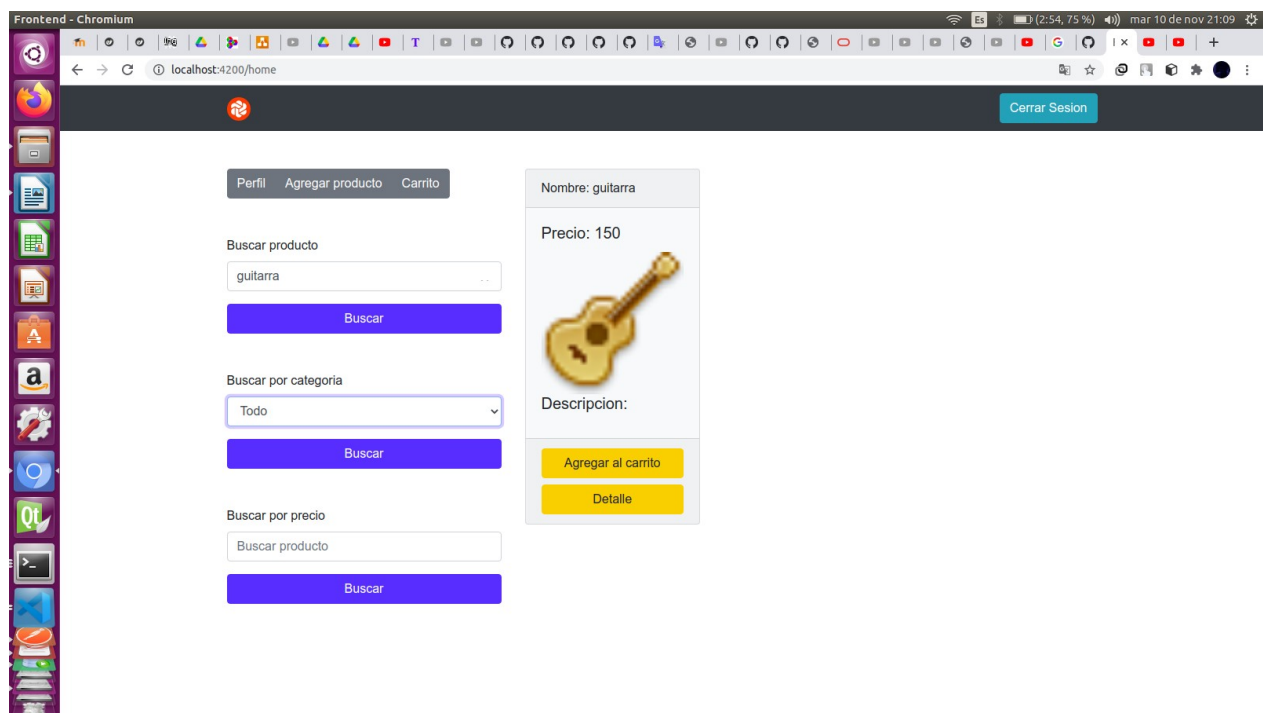 Frontend - Chromium
Es
(2:54, 75 %)
mar 10 de nov 21:09
localhost:4200/home
Cerrar Sesion
Perfil Agregar producto Carrito
Buscar producto
guitarra
Buscar
Buscar por categoria
Todo
Buscar
Buscar por precio
Buscar producto
Buscar
Nombre: guitarra
Precio: 150
Descripcion:
Agregar al carrito
Detalle